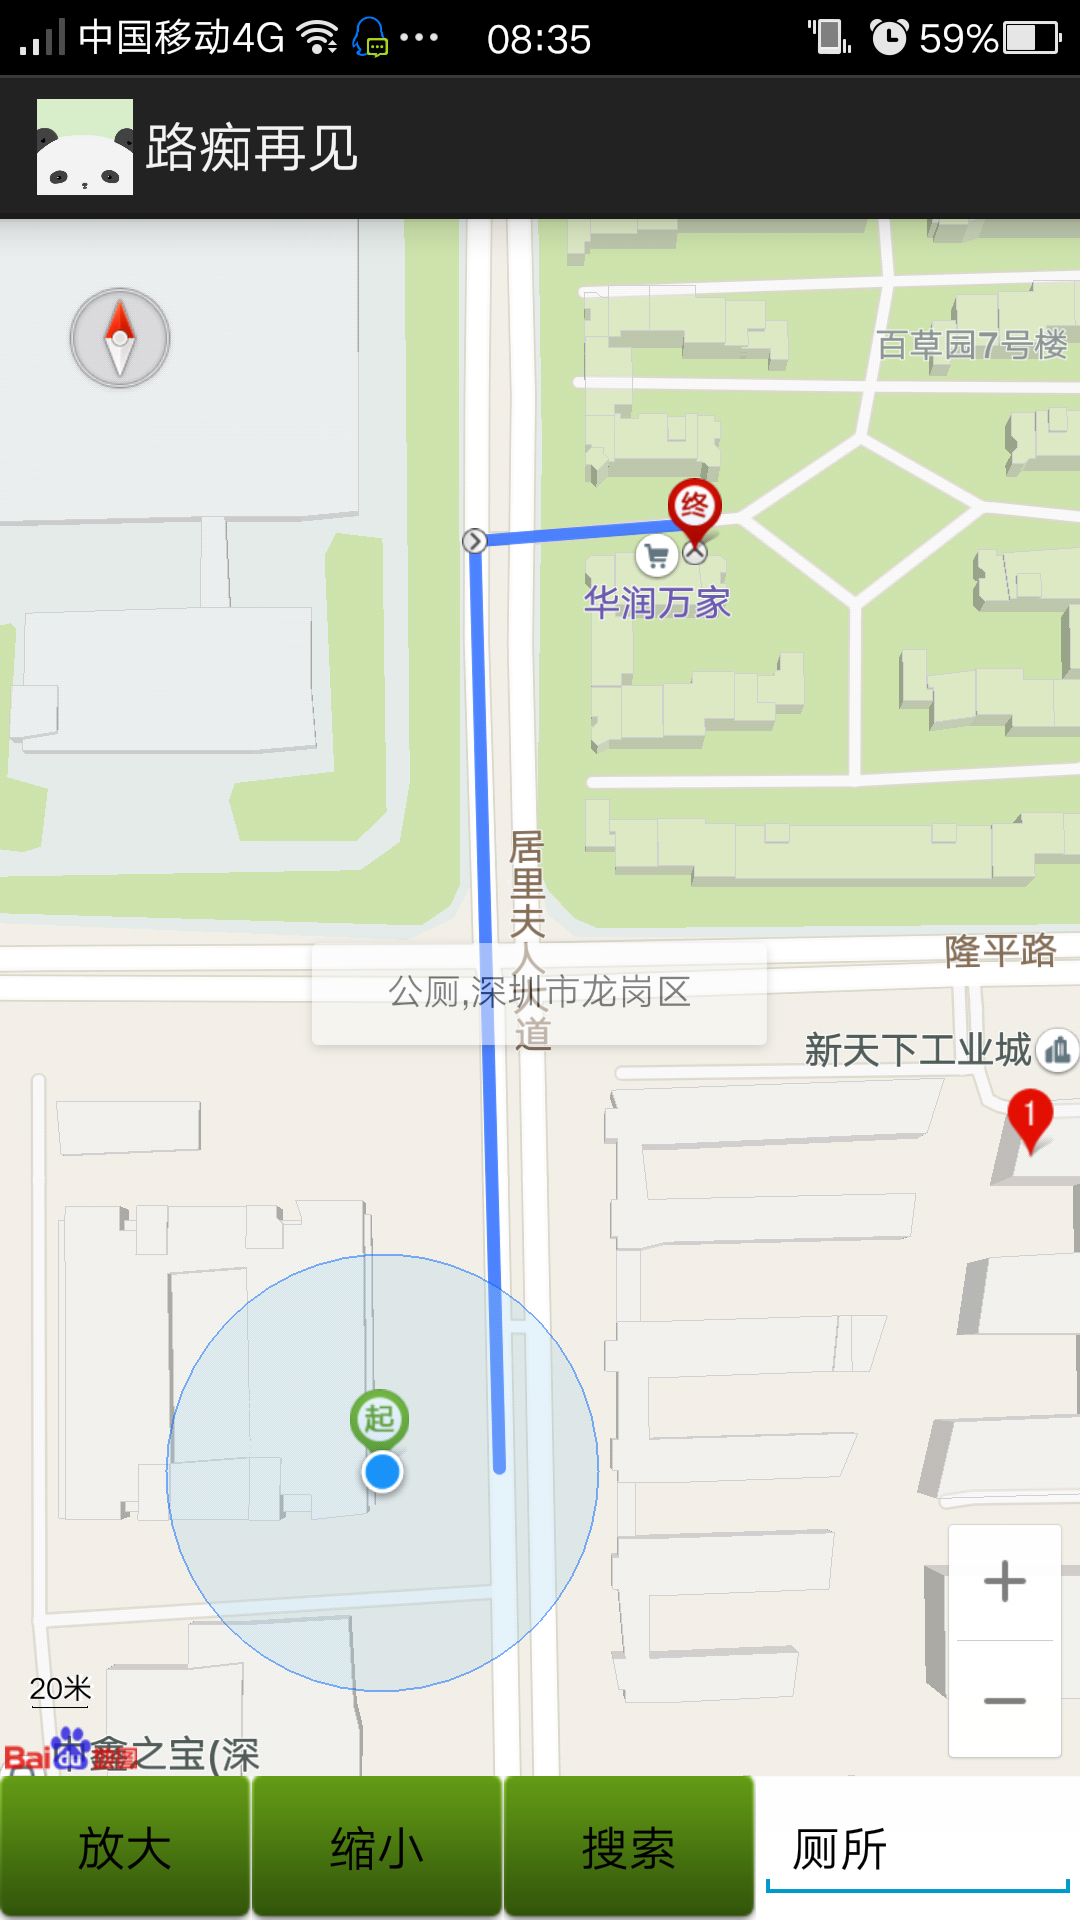 中国移动4G
08:35
59%
路痴再见
百草园7号楼
终
华润万家
居里夫人大道
隆平路
公厕,深圳市龙岗区
新天下工业城
1
起
20米
鑫之宝(深
Bai du
放大
缩小
搜索
厕所